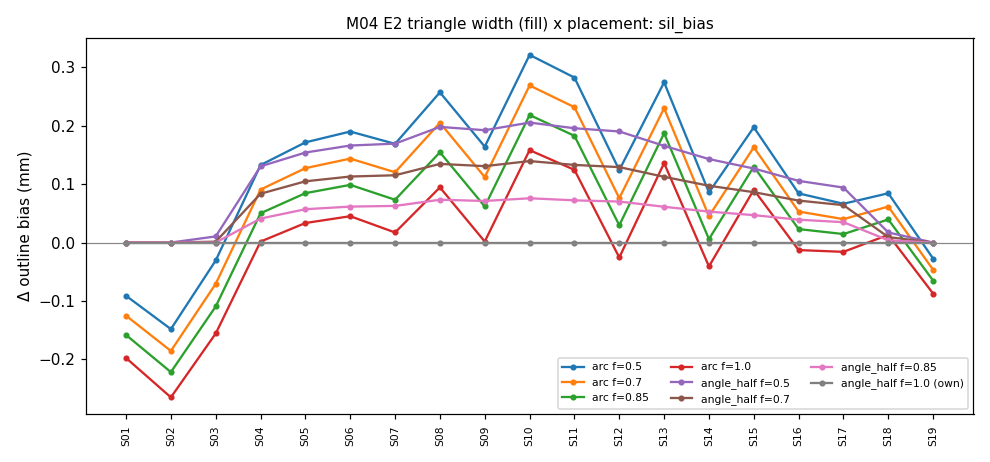 M04 E2 triangle width (fill) x placement: sil_bias
Δ outline bias (mm)
0.3
0.2
0.1
0.0
−0.1
−0.2
arc f=0.5
arc f=0.7
arc f=0.85
arc f=1.0
angle_half f=0.5
angle_half f=0.7
angle_half f=0.85
angle_half f=1.0 (own)
S01
S02
S03
S04
S05
S06
S07
S08
S09
S10
S11
S12
S13
S14
S15
S16
S17
S18
S19